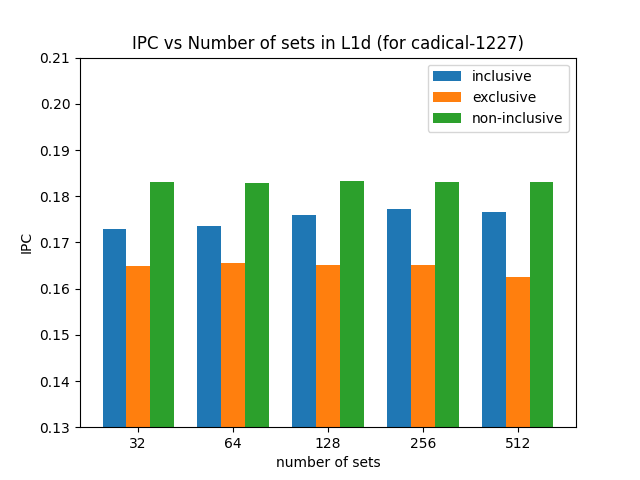 IPC vs Number of sets in L1d (for cadical-1227)
inclusive
exclusive
non-inclusive
IPC
0.21
0.20
0.19
0.18
0.17
0.16
0.15
0.14
0.13
32 64 128 256 512
number of sets